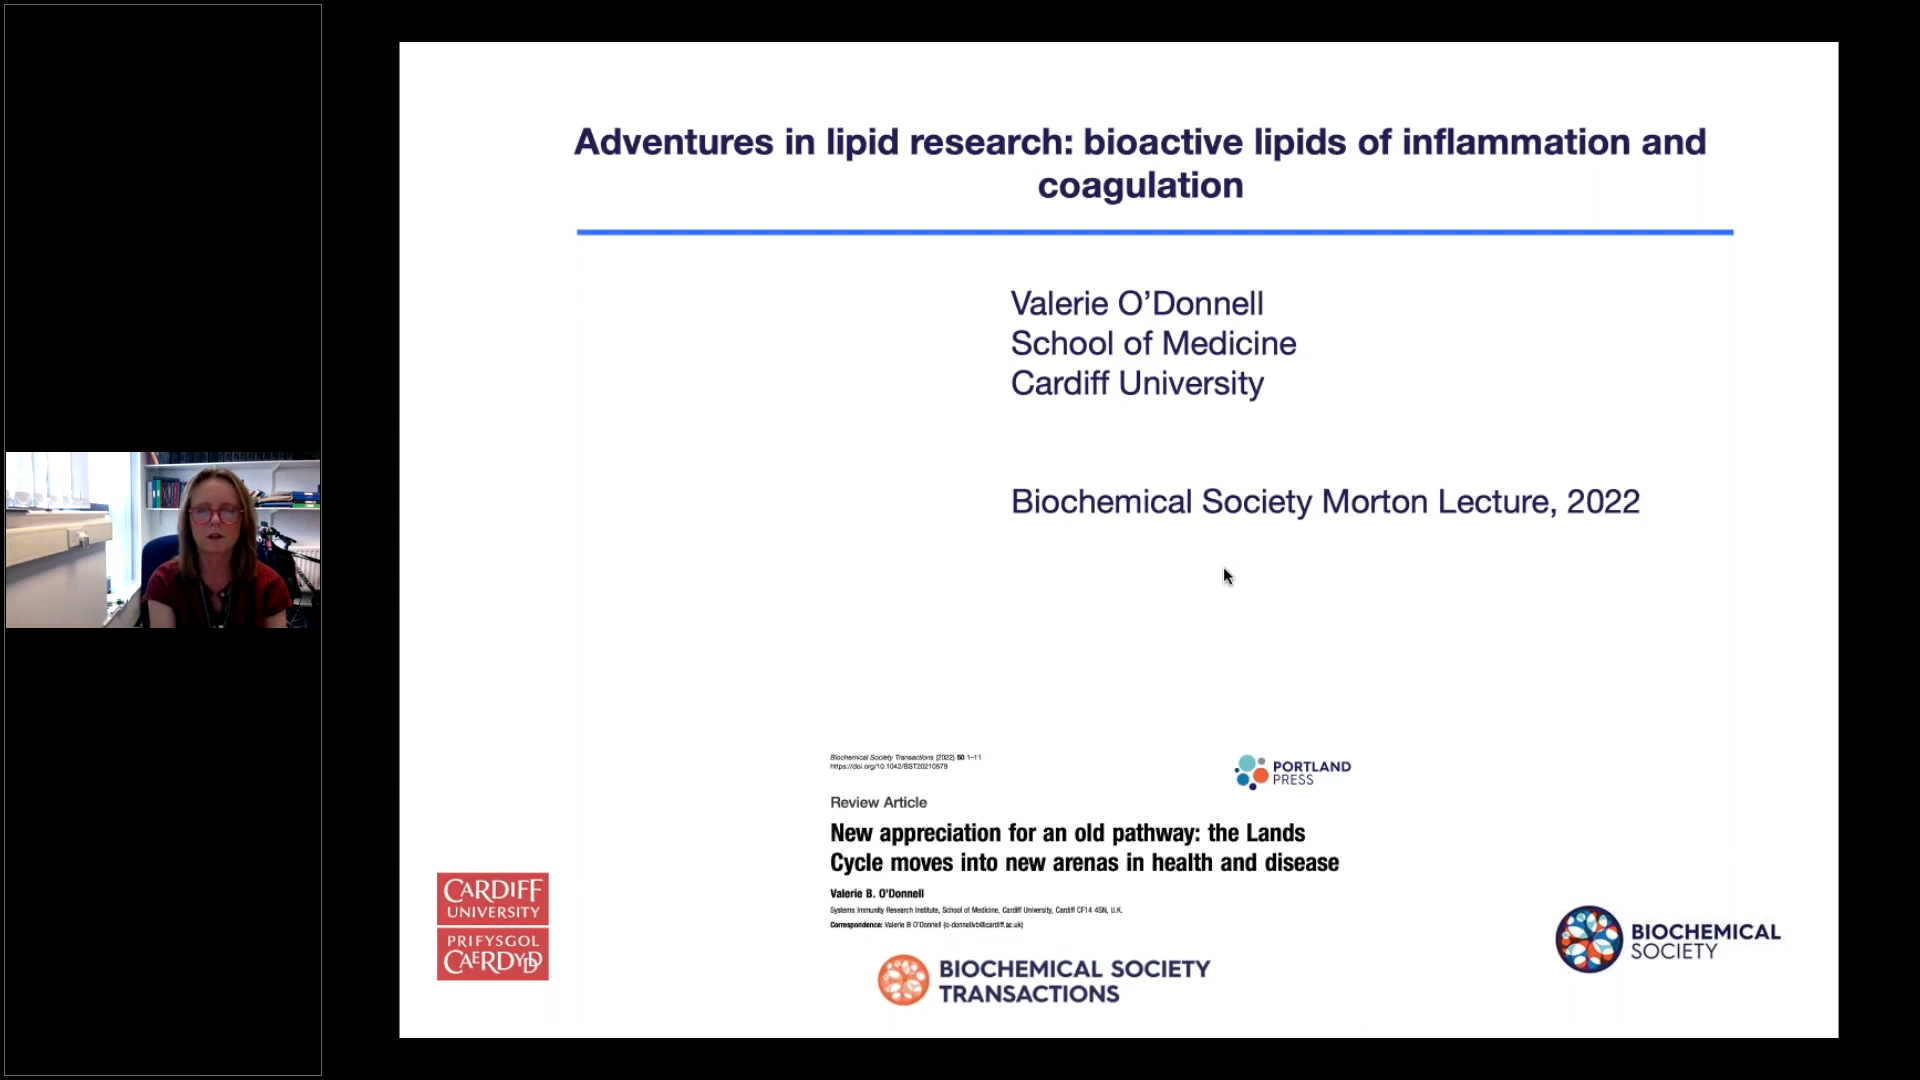 Adventures in lipid research: bioactive lipids of inflammation and
coagulation
Valerie O’Donnell
School of Medicine
Cardiff University
Biochemical Society Morton Lecture, 2022
Biochemical Society Transactions (2022) 50 1–11
https://doi.org/10.1042/BST20210579
PORTLAND
PRESS
Review Article
New appreciation for an old pathway: the Lands
Cycle moves into new arenas in health and disease
Valerie B. O’Donnell
Systems Immunity Research Institute, School of Medicine, Cardiff University, Cardiff CF14 4SN, U.K.
Correspondence: Valerie B O’Donnell (o-donnellvb@cardiff.ac.uk)
CARDIFF
UNIVERSITY
PRIFYSGOL
CAERDYDD
BIOCHEMICAL SOCIETY
TRANSACTIONS
BIOCHEMICAL
SOCIETY